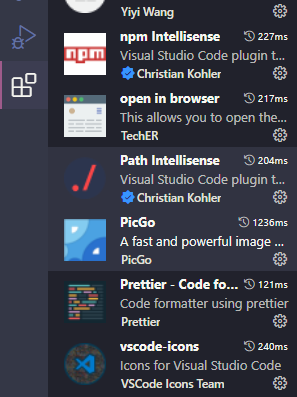 Yiyi Wang
npm Intellisense 227ms
Visual Studio Code plugin t...
Christian Kohler
open in browser 217ms
This allows you to open the...
TechER
Path Intellisense 204ms
Visual Studio Code plugin t...
Christian Kohler
PicGo 1236ms
A fast and powerful image ...
PicGo
Prettier - Code fo... 121ms
Code formatter using prettier
Prettier
vscode-icons 240ms
Icons for Visual Studio Code
VSCode Icons Team